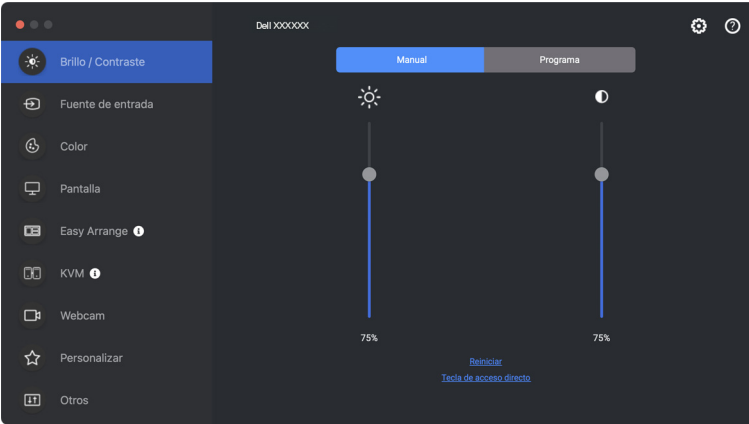 Dell XXXXXX
Brillo / Contraste
Fuente de entrada
Color
Pantalla
Easy Arrange
KVM
Webcam
Personalizar
Otros
Manual
Programa
75%
75%
Reiniciar
Tecla de acceso directo